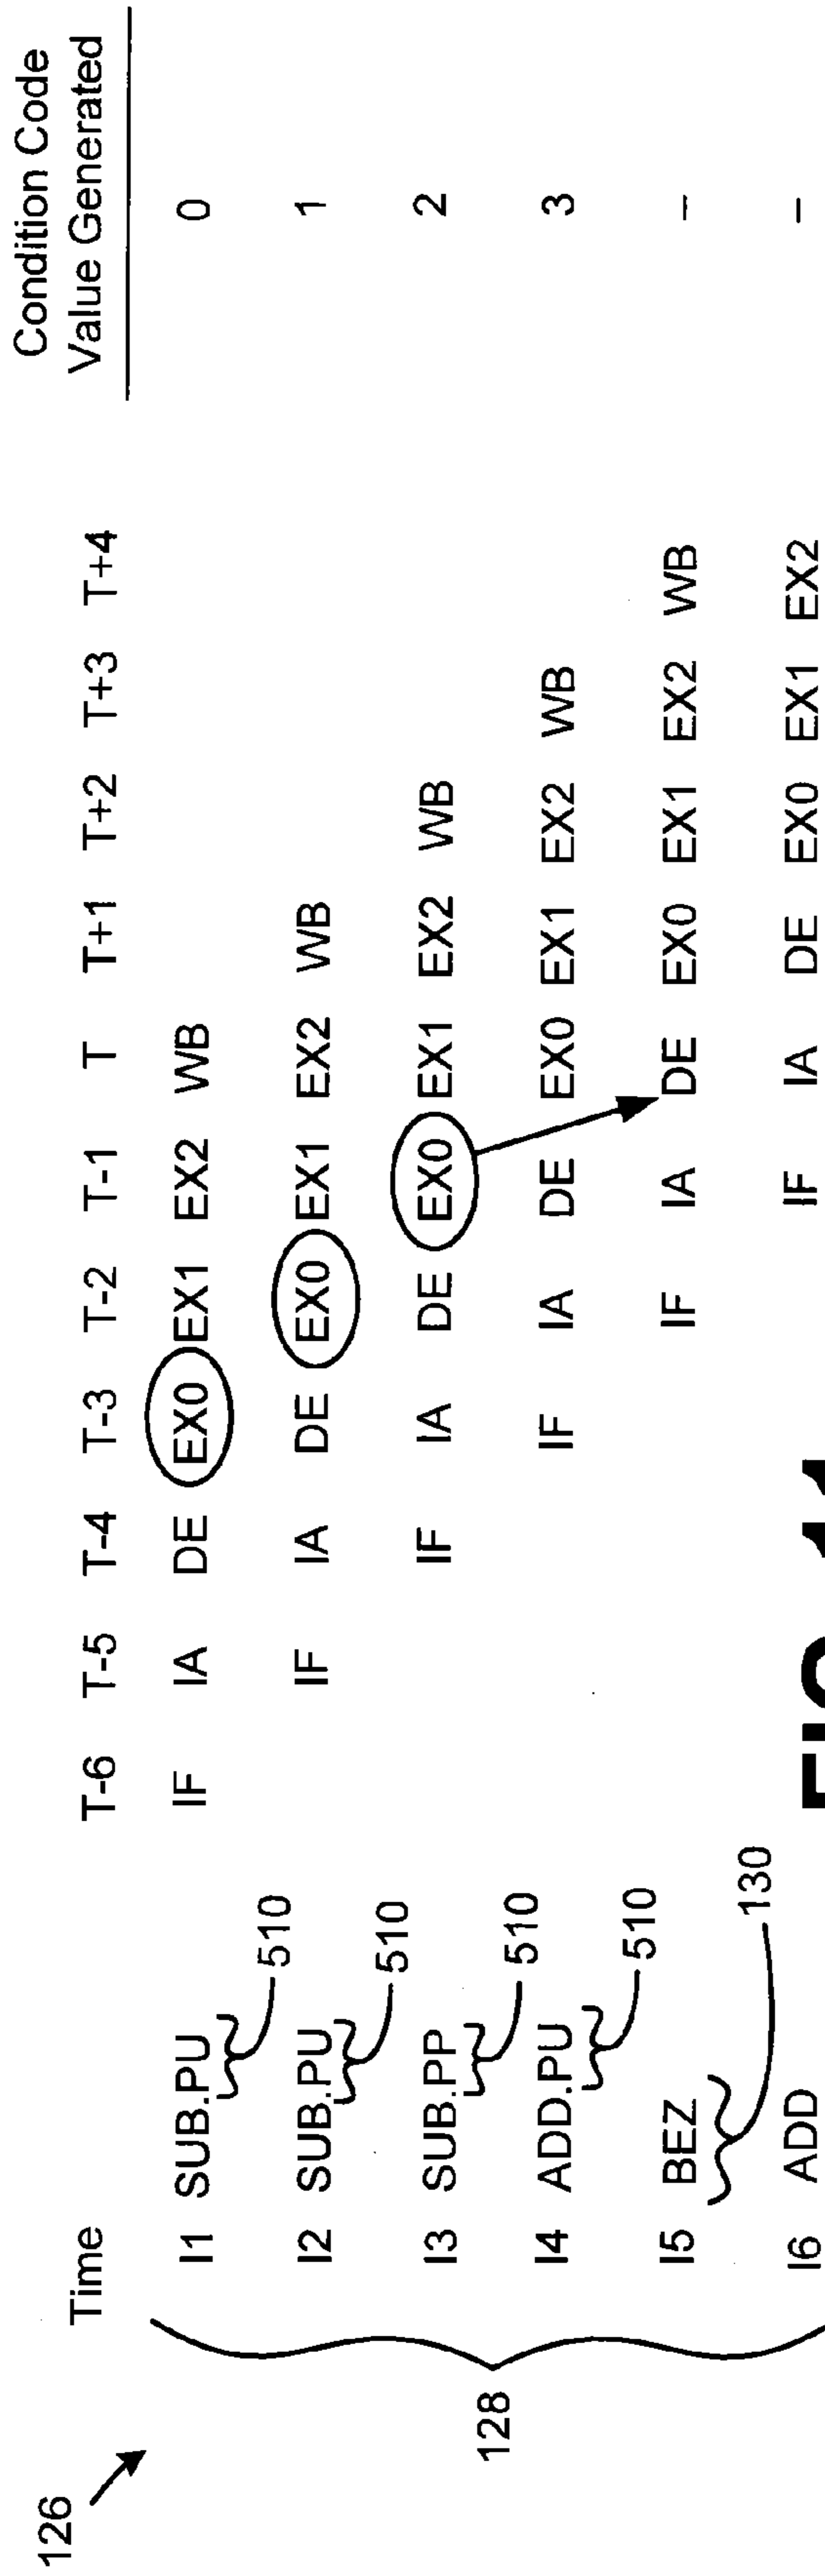 126
Condition Code
Value Generated
Time T-6 T-5 T-4 T-3 T-2 T-1 T T+1 T+2 T+3 T+4
I1 SUB.PU IF IA DE EX0 EX1 EX2 WB 0
510
I2 SUB.PU IF IA DE EX0 EX1 EX2 WB 1
510
I3 SUB.PP IF IA DE EX0 EX1 EX2 WB 2
510
128
I4 ADD.PU IF IA DE EX0 EX1 EX2 WB 3
510
I5 BEZ IF IA DE EX0 EX1 EX2 WB –
130
I6 ADD IF IA DE EX0 EX1 EX2 –